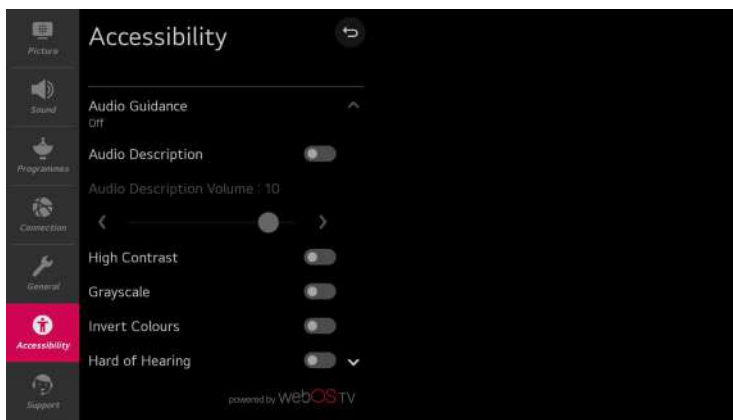 Picture
Accessibility
Sound
Audio Guidance
Off
Audio Description
Programmes
Audio Description Volume : 10
Connection
High Contrast
General
Grayscale
Invert Colours
Accessibility
Hard of Hearing
Support
powered by webOS TV